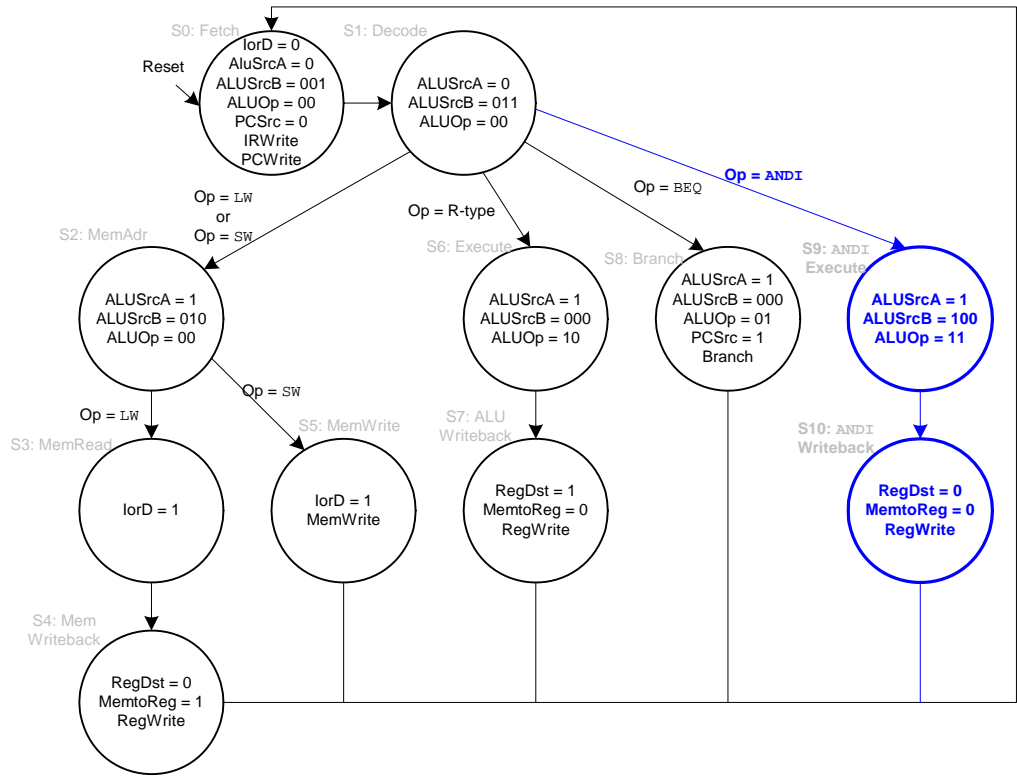 S0: Fetch
S1: Decode
Reset
IorD = 0
AluSrcA = 0
ALUSrcB = 001
ALUOp = 00
PCSrc = 0
IRWrite
PCWrite
ALUSrcA = 0
ALUSrcB = 011
ALUOp = 00
Op = LW
or
Op = SW
Op = R-type
Op = BEQ
Op = ANDI
S2: MemAdr
ALUSrcA = 1
ALUSrcB = 010
ALUOp = 00
S6: Execute
ALUSrcA = 1
ALUSrcB = 000
ALUOp = 10
S8: Branch
ALUSrcA = 1
ALUSrcB = 000
ALUOp = 01
PCSrc = 1
Branch
S9: ANDI
Execute
ALUSrcA = 1
ALUSrcB = 100
ALUOp = 11
Op = LW
Op = SW
S3: MemRead
IorD = 1
S5: MemWrite
IorD = 1
MemWrite
S7: ALU
Writeback
RegDst = 1
MemtoReg = 0
RegWrite
S10: ANDI
Writeback
RegDst = 0
MemtoReg = 0
RegWrite
S4: Mem
Writeback
RegDst = 0
MemtoReg = 1
RegWrite